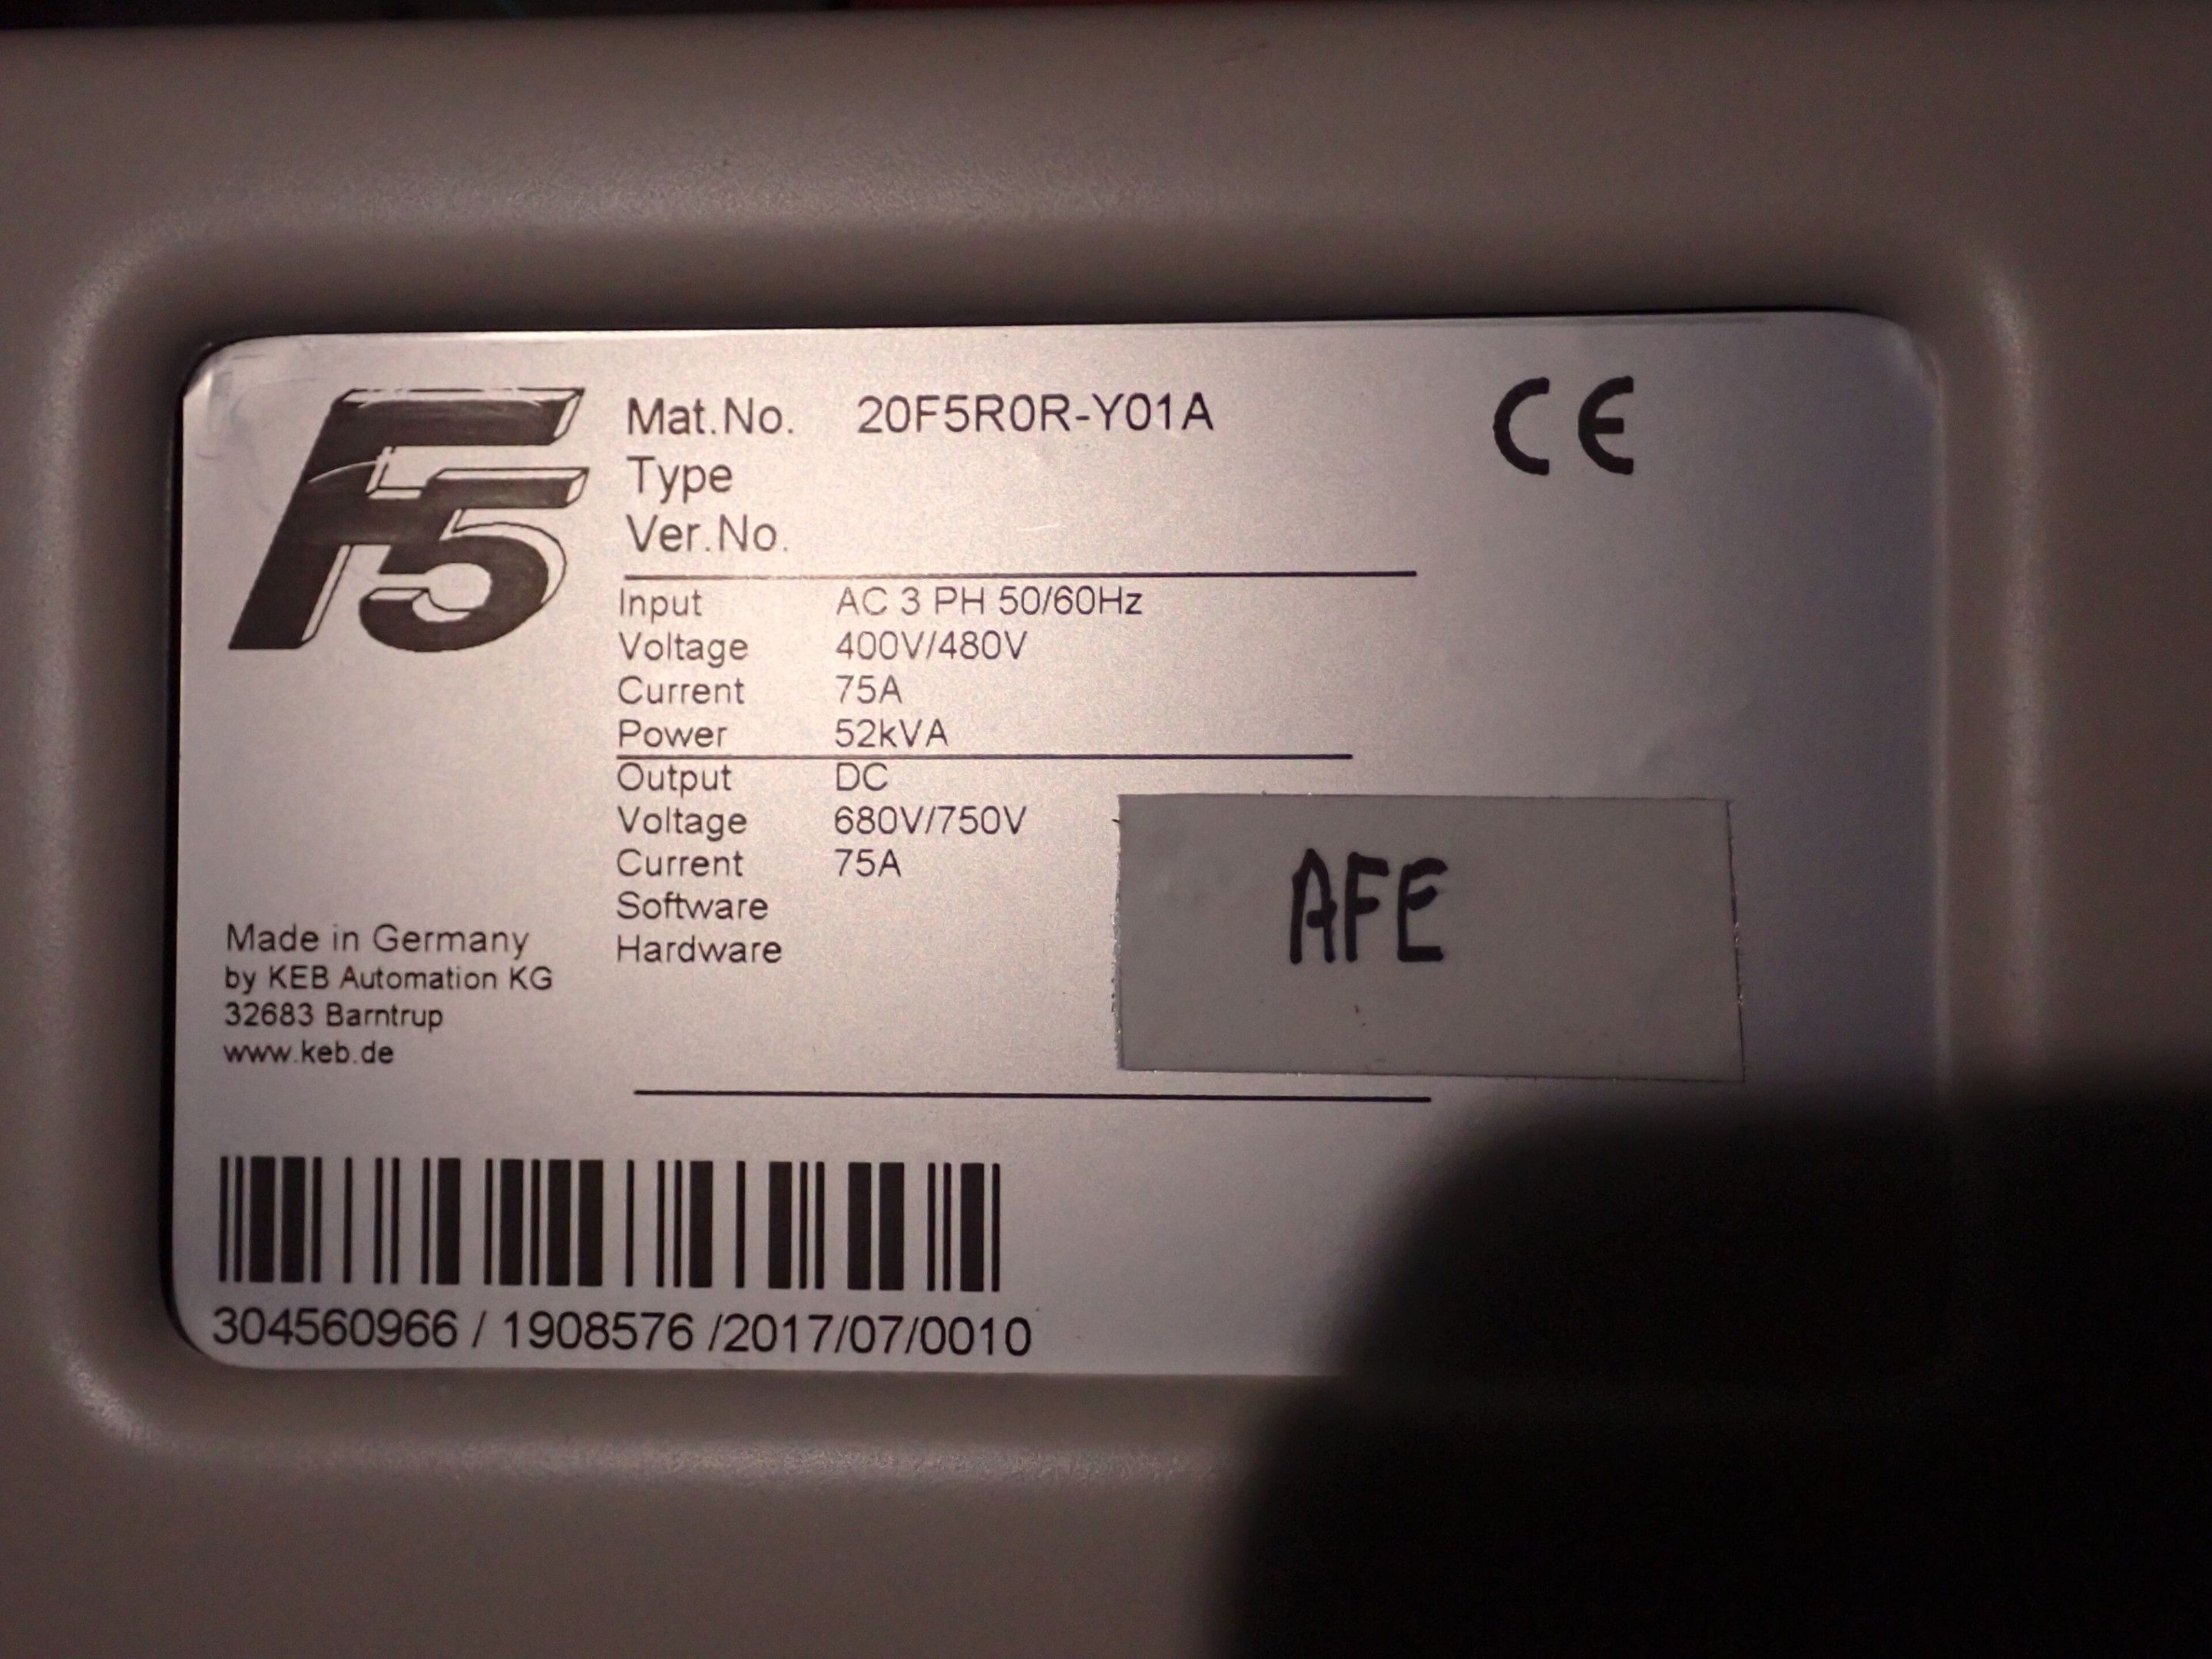 F5
Mat.No. 20F5R0R-Y01A
CE
Type
Ver.No.
Input AC 3 PH 50/60Hz
Voltage 400V/480V
Current 75A
Power 52kVA
Output DC
Voltage 680V/750V
Current 75A
Software
Hardware
AFE
Made in Germany
by KEB Automation KG
32683 Barntrup
www.keb.de
304560966 / 1908576 /2017/07/0010